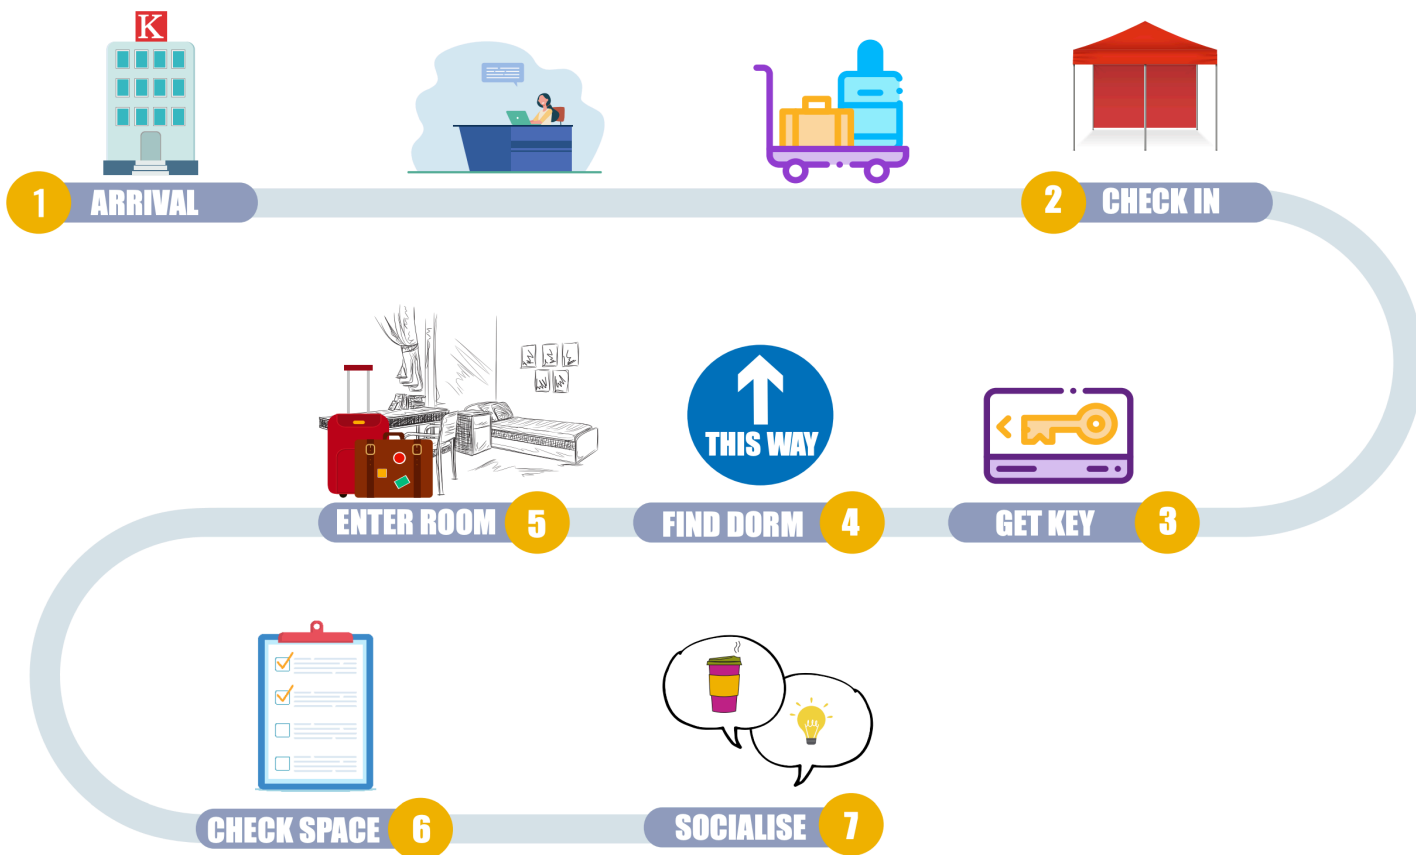 K
1 ARRIVAL
2 CHECK IN
THIS WAY
GET KEY 3
FIND DORM 4
ENTER ROOM 5
CHECK SPACE 6
SOCIALISE 7